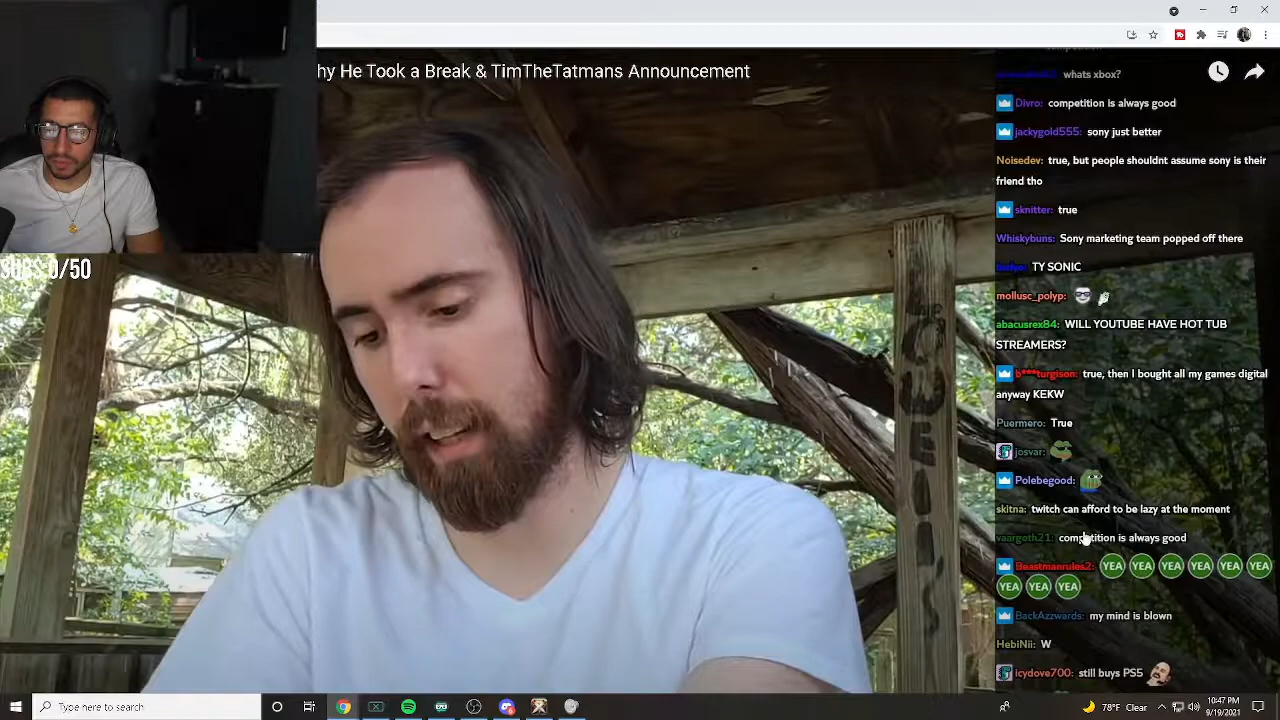 hy He Took a Break & TimTheTatmans Announcement
whats xbox?
Divro: competition is always good
jackygold555: sony just better
Noisedev: true, but people shouldnt assume sony is their
friend tho
sknitter: true
Whiskybuns: Sony marketing team popped off there
TY SONIC
mollusc_polyp:
abacusrex84: WILL YOUTUBE HAVE HOT TUB
STREAMERS?
b***turgison: true, then I bought all my games digital
anyway KEKW
Puermero: True
josvar:
Polebegood:
skitna: twitch can afford to be lazy at the moment
vaargoth21: competition is always good
Beastmanrules2: YEA YEA YEA YEA YEA YEA
YEA YEA YEA
BackAzzwards: my mind is blown
HebiNii: W
icydove700: still buys PS5
SUBS-0/50
Type here to search
78°F Clear
10:47 PM
9/19/2021